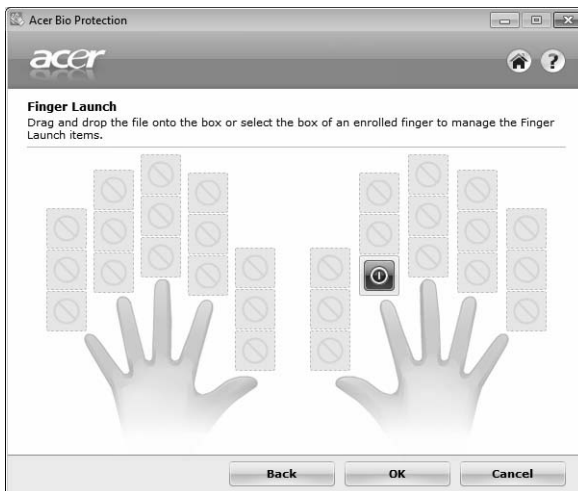 Acer Bio Protection
acer
?
Finger Launch
Drag and drop the file onto the box or select the box of an enrolled finger to manage the Finger
Launch items.
Back
OK
Cancel